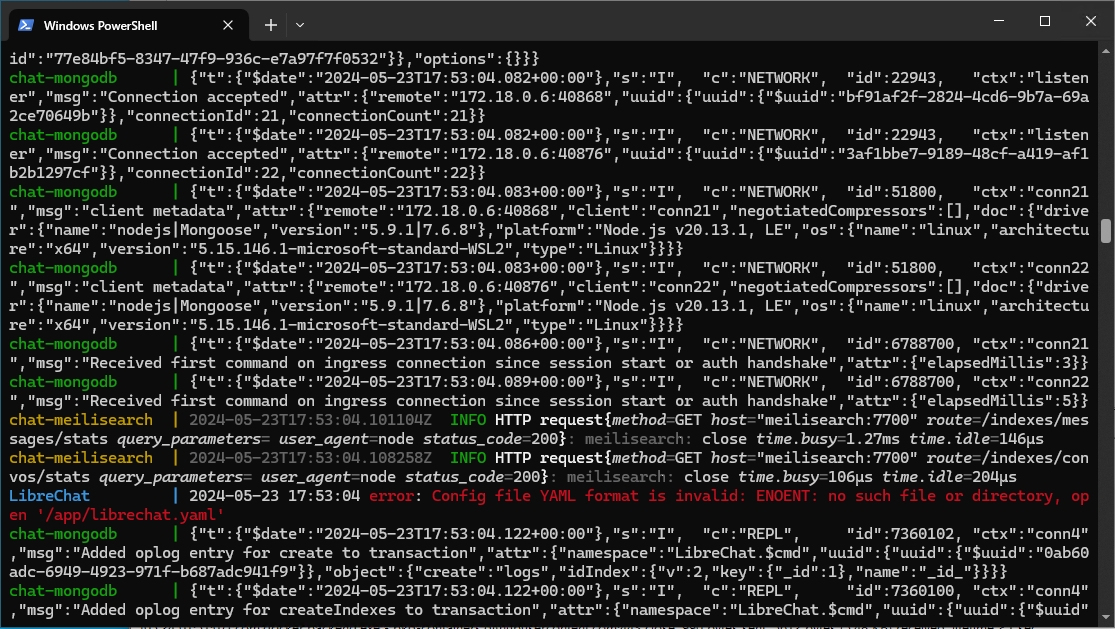 Windows PowerShell
id":"77e84bf5-8347-47f9-936c-e7a97f7f0532"}},"options":{}}}
chat-mongodb      | {"t":{"$date":"2024-05-23T17:53:04.082+00:00"},"s":"I",  "c":"NETWORK",  "id":22943,   "ctx":"listen
er","msg":"Connection accepted","attr":{"remote":"172.18.0.6:40868","uuid":{"uuid":{"$uuid":"bf91af2f-2824-4cd6-9b7a-69a
2ce70649b"}},"connectionId":21,"connectionCount":21}}
chat-mongodb      | {"t":{"$date":"2024-05-23T17:53:04.082+00:00"},"s":"I",  "c":"NETWORK",  "id":22943,   "ctx":"listen
er","msg":"Connection accepted","attr":{"remote":"172.18.0.6:40876","uuid":{"uuid":{"$uuid":"3af1bbe7-9189-48cf-a419-af1
b2b1297cf"}},"connectionId":22,"connectionCount":22}}
chat-mongodb      | {"t":{"$date":"2024-05-23T17:53:04.083+00:00"},"s":"I",  "c":"NETWORK",  "id":51800,   "ctx":"conn21
","msg":"client metadata","attr":{"remote":"172.18.0.6:40868","client":"conn21","negotiatedCompressors":[],"doc":{"drive
r":{"name":"nodejs|Mongoose","version":"5.9.1|7.6.8"},"platform":"Node.js v20.13.1, LE","os":{"name":"linux","architectu
re":"x64","version":"5.15.146.1-microsoft-standard-WSL2","type":"Linux"}}}}
chat-mongodb      | {"t":{"$date":"2024-05-23T17:53:04.083+00:00"},"s":"I",  "c":"NETWORK",  "id":51800,   "ctx":"conn22
","msg":"client metadata","attr":{"remote":"172.18.0.6:40876","client":"conn22","negotiatedCompressors":[],"doc":{"drive
r":{"name":"nodejs|Mongoose","version":"5.9.1|7.6.8"},"platform":"Node.js v20.13.1, LE","os":{"name":"linux","architectu
re":"x64","version":"5.15.146.1-microsoft-standard-WSL2","type":"Linux"}}}}
chat-mongodb      | {"t":{"$date":"2024-05-23T17:53:04.086+00:00"},"s":"I",  "c":"NETWORK",  "id":6788700, "ctx":"conn21
","msg":"Received first command on ingress connection since session start or auth handshake","attr":{"elapsedMillis":3}}
chat-mongodb      | {"t":{"$date":"2024-05-23T17:53:04.089+00:00"},"s":"I",  "c":"NETWORK",  "id":6788700, "ctx":"conn22
","msg":"Received first command on ingress connection since session start or auth handshake","attr":{"elapsedMillis":5}}
chat-meilisearch  | 2024-05-23T17:53:04.101104Z  INFO HTTP request{method=GET host="meilisearch:7700" route=/indexes/mes
sages/stats query_parameters= user_agent=node status_code=200}: meilisearch: close time.busy=1.27ms time.idle=146µs
chat-meilisearch  | 2024-05-23T17:53:04.108258Z  INFO HTTP request{method=GET host="meilisearch:7700" route=/indexes/con
vos/stats query_parameters= user_agent=node status_code=200}: meilisearch: close time.busy=106µs time.idle=204µs
LibreChat         | 2024-05-23 17:53:04 error: Config file YAML format is invalid: ENOENT: no such file or directory, op
en '/app/librechat.yaml'
chat-mongodb      | {"t":{"$date":"2024-05-23T17:53:04.122+00:00"},"s":"I",  "c":"REPL",     "id":7360102, "ctx":"conn4"
,"msg":"Added oplog entry for create to transaction","attr":{"namespace":"LibreChat.$cmd","uuid":{"uuid":{"$uuid":"0ab60
adc-6949-4923-971f-b687adc941f9"}},"object":{"create":"logs","idIndex":{"v":2,"key":{"_id":1},"name":"_id_"}}}}
chat-mongodb      | {"t":{"$date":"2024-05-23T17:53:04.122+00:00"},"s":"I",  "c":"REPL",     "id":7360100, "ctx":"conn4"
,"msg":"Added oplog entry for createIndexes to transaction","attr":{"namespace":"LibreChat.$cmd","uuid":{"uuid":{"$uuid"